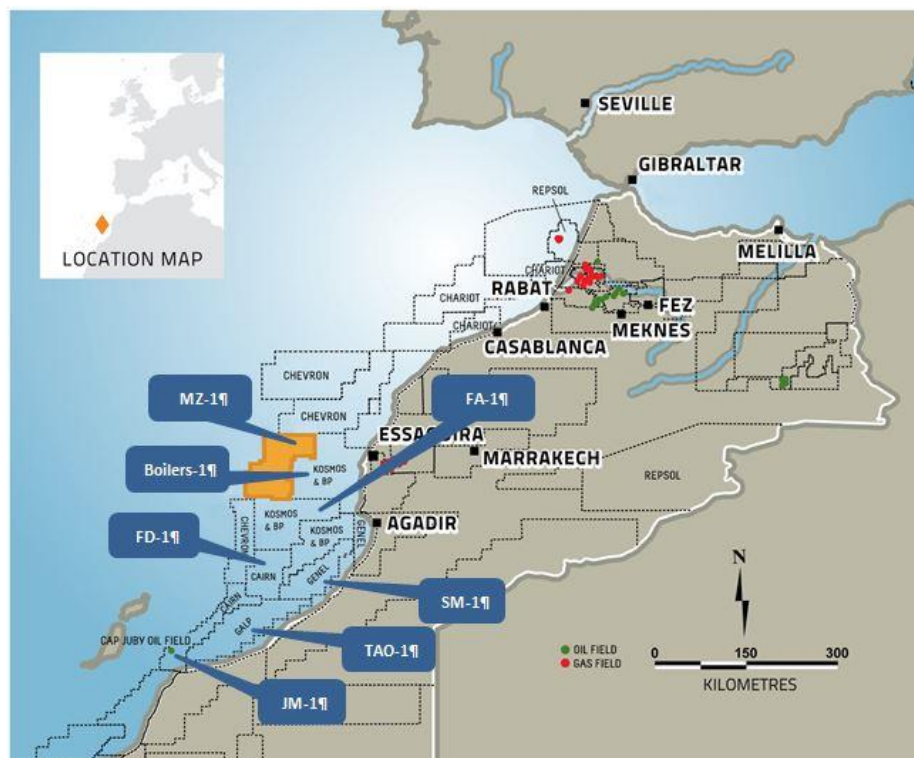 LOCATION MAP
SEVILLE
GIBRALTAR
REPSOL
MELILLA
CHARIOT
RABAT
CHARIOT
FEZ
MEKNES
CHARIOT
CASABLANCA
CHEVRON
MZ-1¶
FA-1¶
CHEVRON
ESSAOUIRA
MARRAKECH
Boilers-1¶
KOSMOS
& BP
REPSOL
KOSMOS
& BP
AGADIR
CHEVRON
KOSMOS
& BP
GENEL
FD-1¶
CAIRN
GENEL
SM-1¶
CAIRN
GALP
CAP JUBY OIL FIELD
TAO-1¶
JM-1¶
N
OIL FIELD
GAS FIELD
0 150 300
KILOMETRES